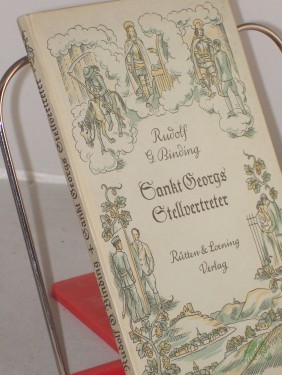 Rudolf
G. Binding
Sankt Georgs
Stellvertreter
Rütten & Loening
Verlag
Rudolf G. Binding + Sankt Georgs Stellvertreter